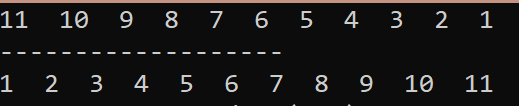 11  10  9  8  7  6  5  4  3  2  1
-------------------
1  2  3  4  5  6  7  8  9  10  11